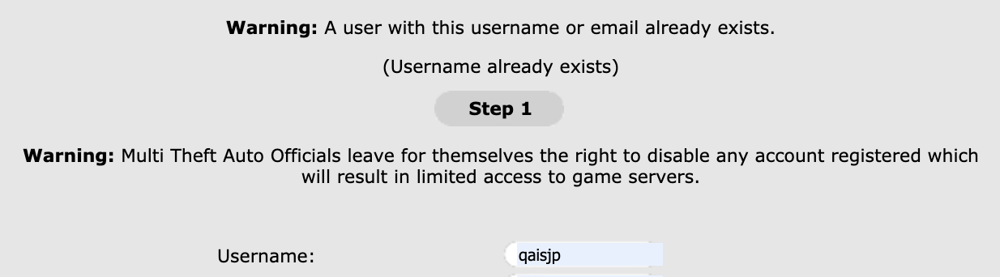 Warning: A user with this username or email already exists.
(Username already exists)
Step 1
Warning: Multi Theft Auto Officials leave for themselves the right to disable any account registered which
will result in limited access to game servers.
Username: qaisjp